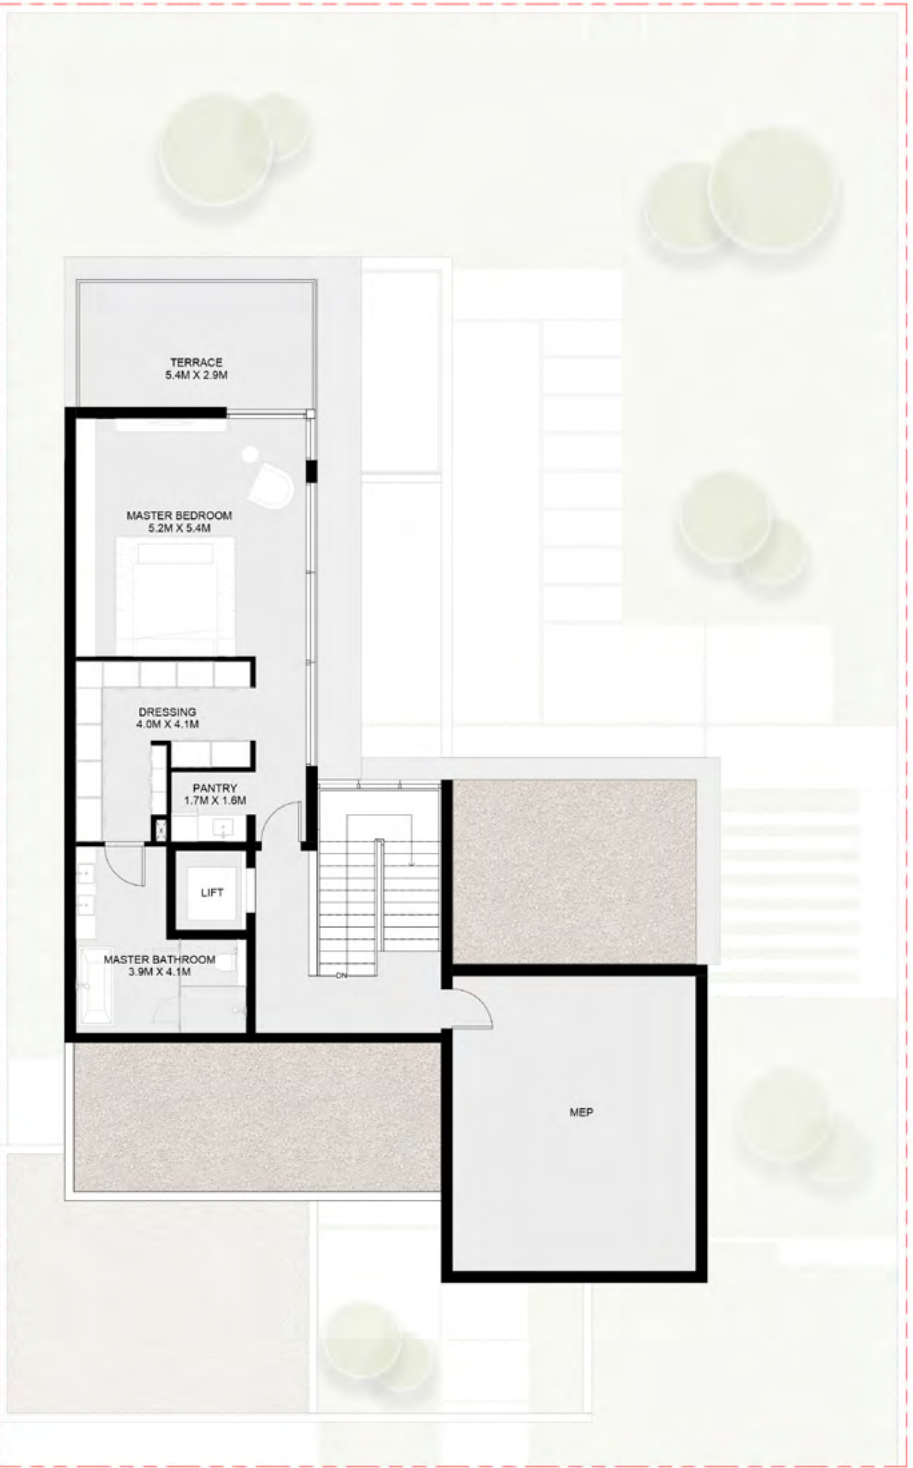 TERRACE
5.4M X 2.9M
MASTER BEDROOM
5.2M X 5.4M
DRESSING
4.0M X 4.1M
PANTRY
1.7M X 1.6M
LIFT
MASTER BATHROOM
3.9M X 4.1M
DN
MEP